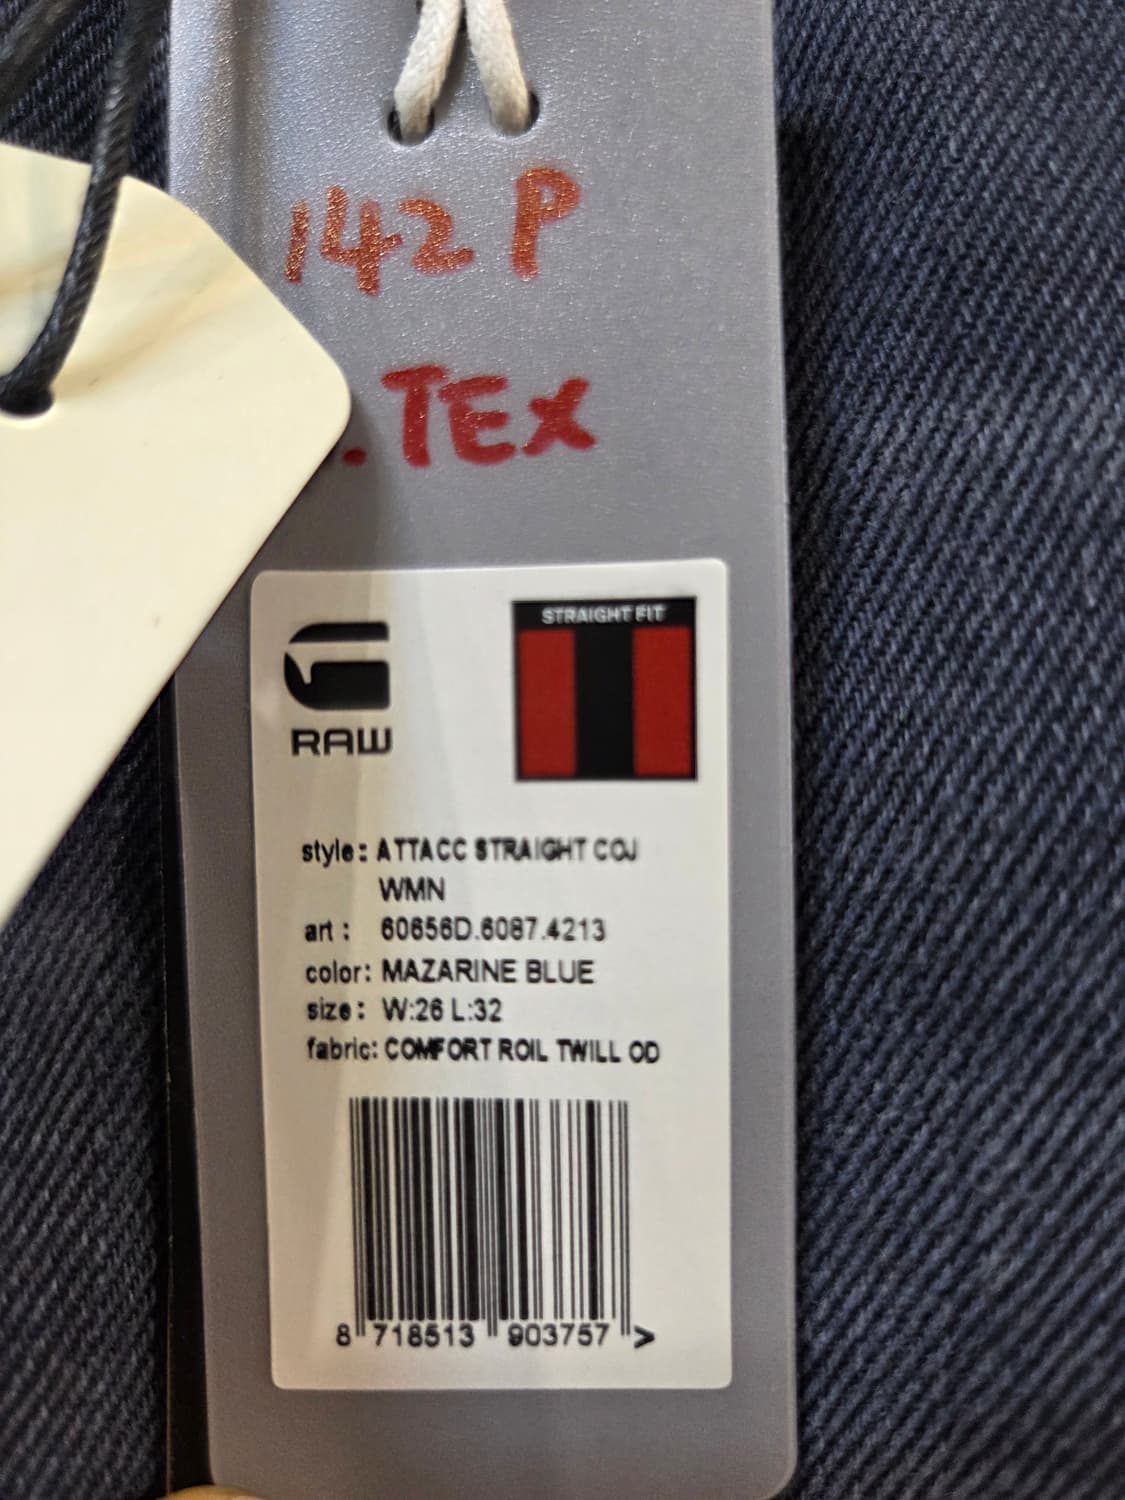 142 P
. TEX
STRAIGHT FIT
RAW
style: ATTACC STRAIGHT COJ
WMN
art : 60656D.6087.4213
color: MAZARINE BLUE
size : W:26 L:32
fabric: COMFORT ROIL TWILL OD
8 718513 903757 >